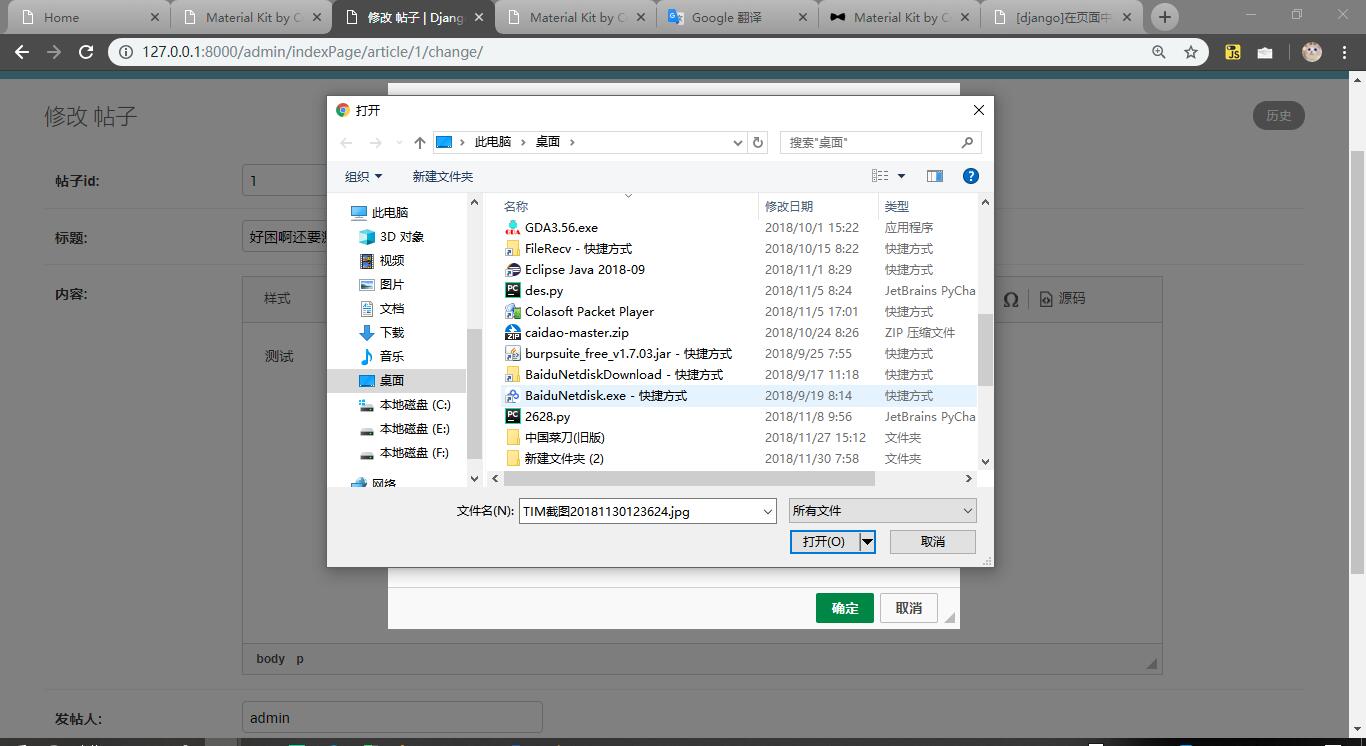 Home
Material Kit by C
修改 帖子 | Djang
Material Kit by C
Google 翻译
Material Kit by C
[django]在页面中
127.0.0.1:8000/admin/indexPage/article/1/change/
JS
修改 帖子
历史
帖子id:
1
标题:
好困啊还要
内容:
样式
源码
测试
打开
此电脑
桌面
搜索"桌面"
组织
新建文件夹
此电脑
3D 对象
视频
图片
文档
下载
音乐
桌面
本地磁盘 (C:)
本地磁盘 (E:)
本地磁盘 (F:)
网络
名称 修改日期 类型
GDA3.56.exe 2018/10/1 15:22 应用程序
FileRecv - 快捷方式 2018/10/15 8:22 快捷方式
Eclipse Java 2018-09 2018/11/1 8:29 快捷方式
des.py 2018/11/5 8:24 JetBrains PyCha
Colasoft Packet Player 2018/11/5 17:01 快捷方式
caidao-master.zip 2018/10/24 8:26 ZIP 压缩文件
burpsuite_free_v1.7.03.jar - 快捷方式 2018/9/25 7:55 快捷方式
BaiduNetdiskDownload - 快捷方式 2018/9/17 11:18 快捷方式
BaiduNetdisk.exe - 快捷方式 2018/9/19 8:14 快捷方式
2628.py 2018/11/8 9:56 JetBrains PyCha
中国菜刀(旧版) 2018/11/27 15:12 文件夹
新建文件夹 (2) 2018/11/30 7:58 文件夹
文件名(N): TIM截图20181130123624.jpg 所有文件
打开(O) 取消
确定 取消
body p
发帖人:
admin